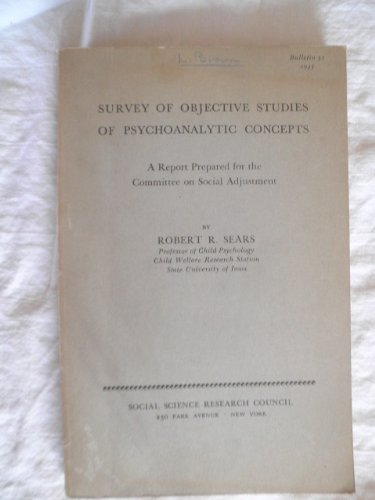 L. Brown
Bulletin 51
SURVEY OF OBJECTIVE STUDIES
OF PSYCHOANALYTIC CONCEPTS
A Report Prepared for the
Committee on Social Adjustment
BY
ROBERT R. SEARS
Professor of Child Psychology
Child Welfare Research Station
State University of Iowa
SOCIAL SCIENCE RESEARCH COUNCIL
230 PARK AVENUE · NEW YORK